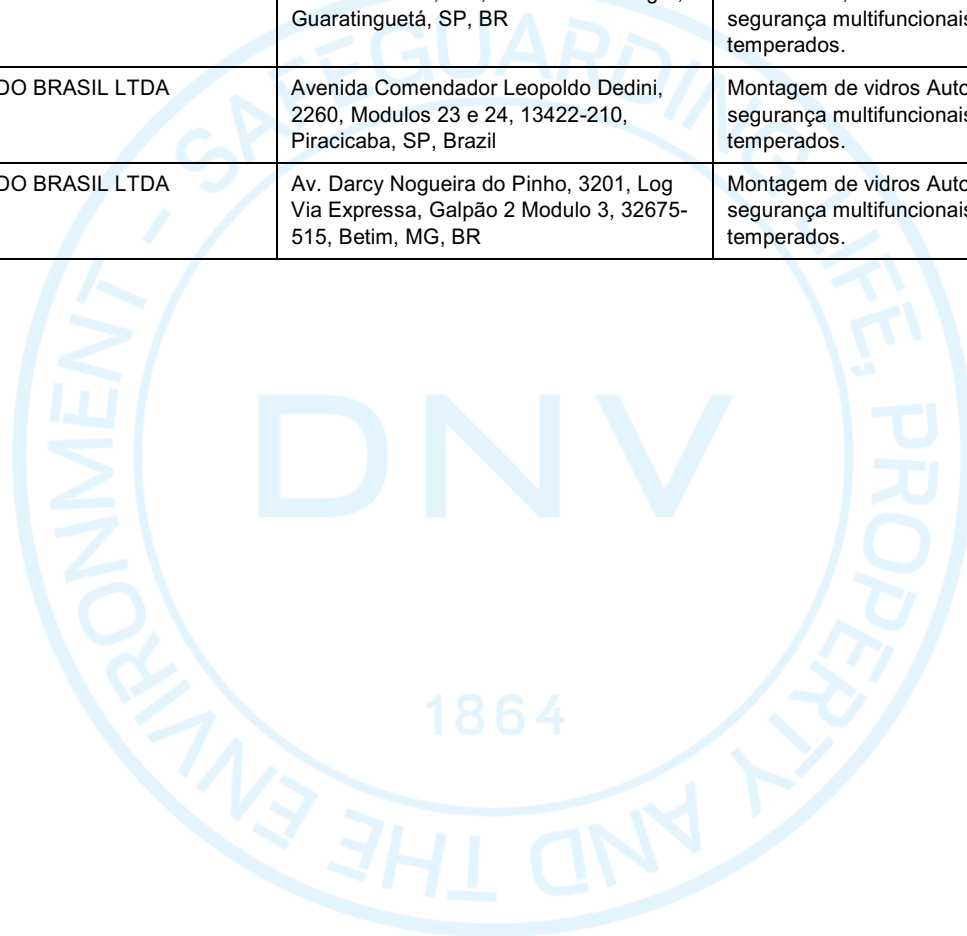 Guaratinguetá, SP, BR
segurança multifuncionais
temperados.
DO BRASIL LTDA
Avenida Comendador Leopoldo Dedini,
2260, Modulos 23 e 24, 13422-210,
Piracicaba, SP, Brazil
Montagem de vidros Auto
segurança multifuncionais
temperados.
DO BRASIL LTDA
Av. Darcy Nogueira do Pinho, 3201, Log
Via Expressa, Galpão 2 Modulo 3, 32675-
515, Betim, MG, BR
Montagem de vidros Auto
segurança multifuncionais
temperados.
SAFEGUARDING LIFE, PROPERTY AND THE ENVIRONMENT -
DNV
1864